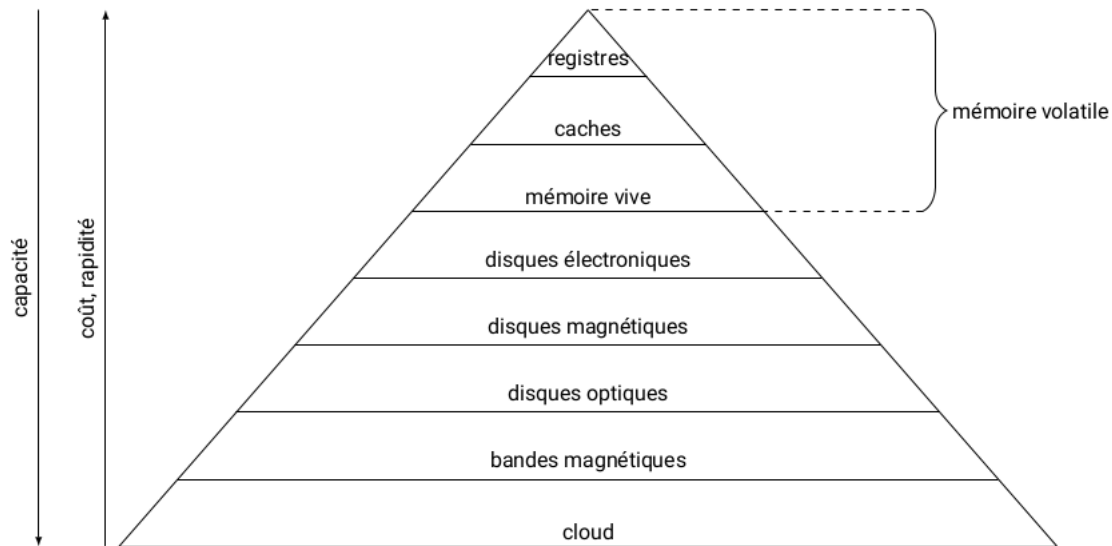 registres
caches
mémoire volatile
mémoire vive
disques électroniques
capacité
coût, rapidité
disques magnétiques
disques optiques
bandes magnétiques
cloud